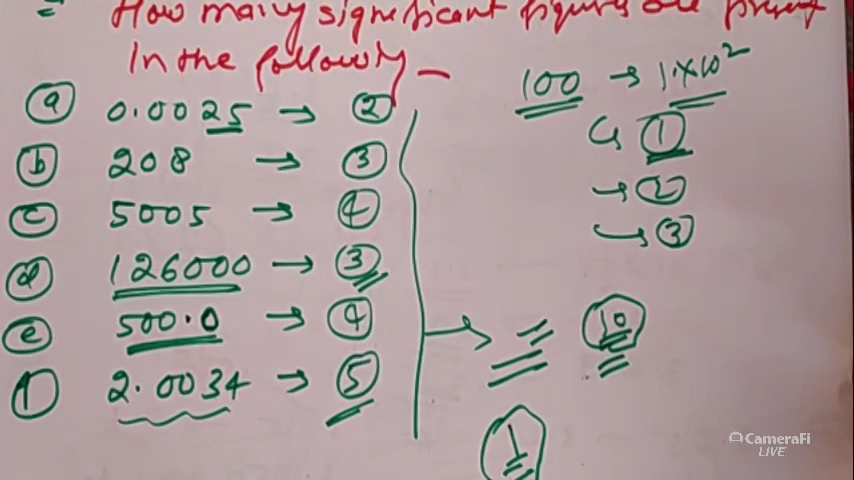 = How many significant figures are present
In the following —
ⓐ 0.0025 → ②
ⓑ 208 → ③
ⓒ 5005 → ④
ⓓ 126000 → ③
ⓔ 500.0 → ④
ⓕ 2.0034 → ⑤
100 → 1×10²
↳ ①
→ ②
↳ ③
→
10
1
CameraFi
LIVE